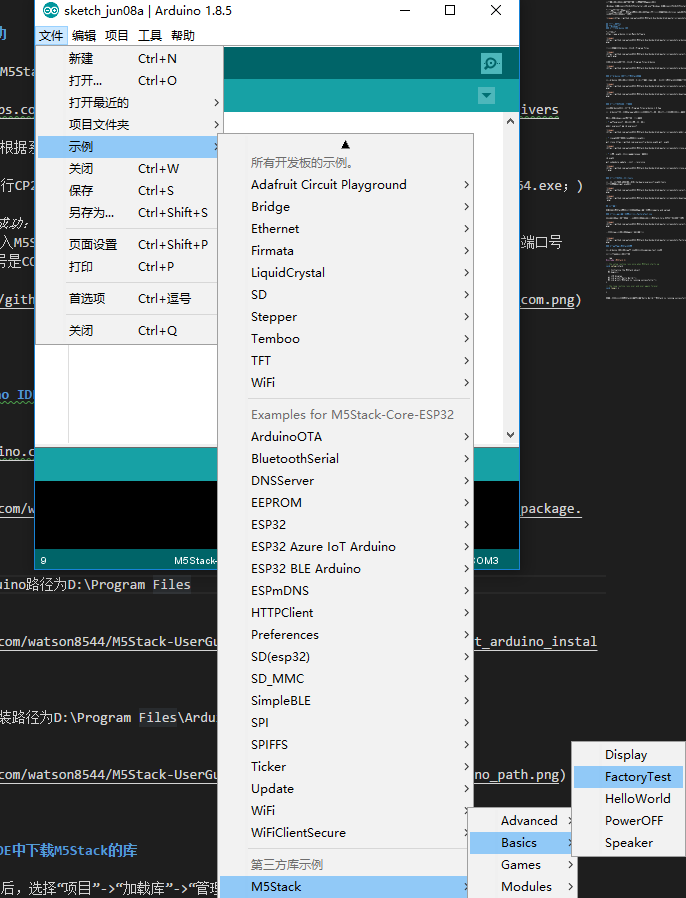 sketch_jun08a | Arduino 1.8.5
文件 编辑 项目 工具 帮助
新建 Ctrl+N
打开... Ctrl+O
打开最近的
项目文件夹
示例
关闭 Ctrl+W
保存 Ctrl+S
另存为... Ctrl+Shift+S
页面设置 Ctrl+Shift+P
打印 Ctrl+P
首选项 Ctrl+逗号
关闭 Ctrl+Q
所有开发板的示例。
Adafruit Circuit Playground
Bridge
Ethernet
Firmata
LiquidCrystal
SD
Stepper
Temboo
TFT
WiFi
Examples for M5Stack-Core-ESP32
ArduinoOTA
BluetoothSerial
DNSServer
EEPROM
ESP32
ESP32 Azure IoT Arduino
ESP32 BLE Arduino
ESPmDNS
HTTPClient
Preferences
SD(esp32)
SD_MMC
SimpleBLE
SPI
SPIFFS
Ticker
Update
WiFi
WiFiClientSecure
第三方库示例
M5Stack
Advanced
Basics
Games
Modules
Display
FactoryTest
HelloWorld
PowerOFF
Speaker
9 M5Stack- COM3
M5Sta
ps.co ivers
根据系
行CP2 64.exe；)
成功：
入M5S 端口号
号是CO
/gith com.png)
no IDE
ino.c
com/w package.
uino路径为D:\Program Files
com/watson8544/M5Stack-UserGu t_arduino_instal
装路径为D:\Program Files\Ardu
com/watson8544/M5Stack-UserGu no_path.png)
DE中下载M5Stack的库
后，选择“项目”->“加载库”->“管理